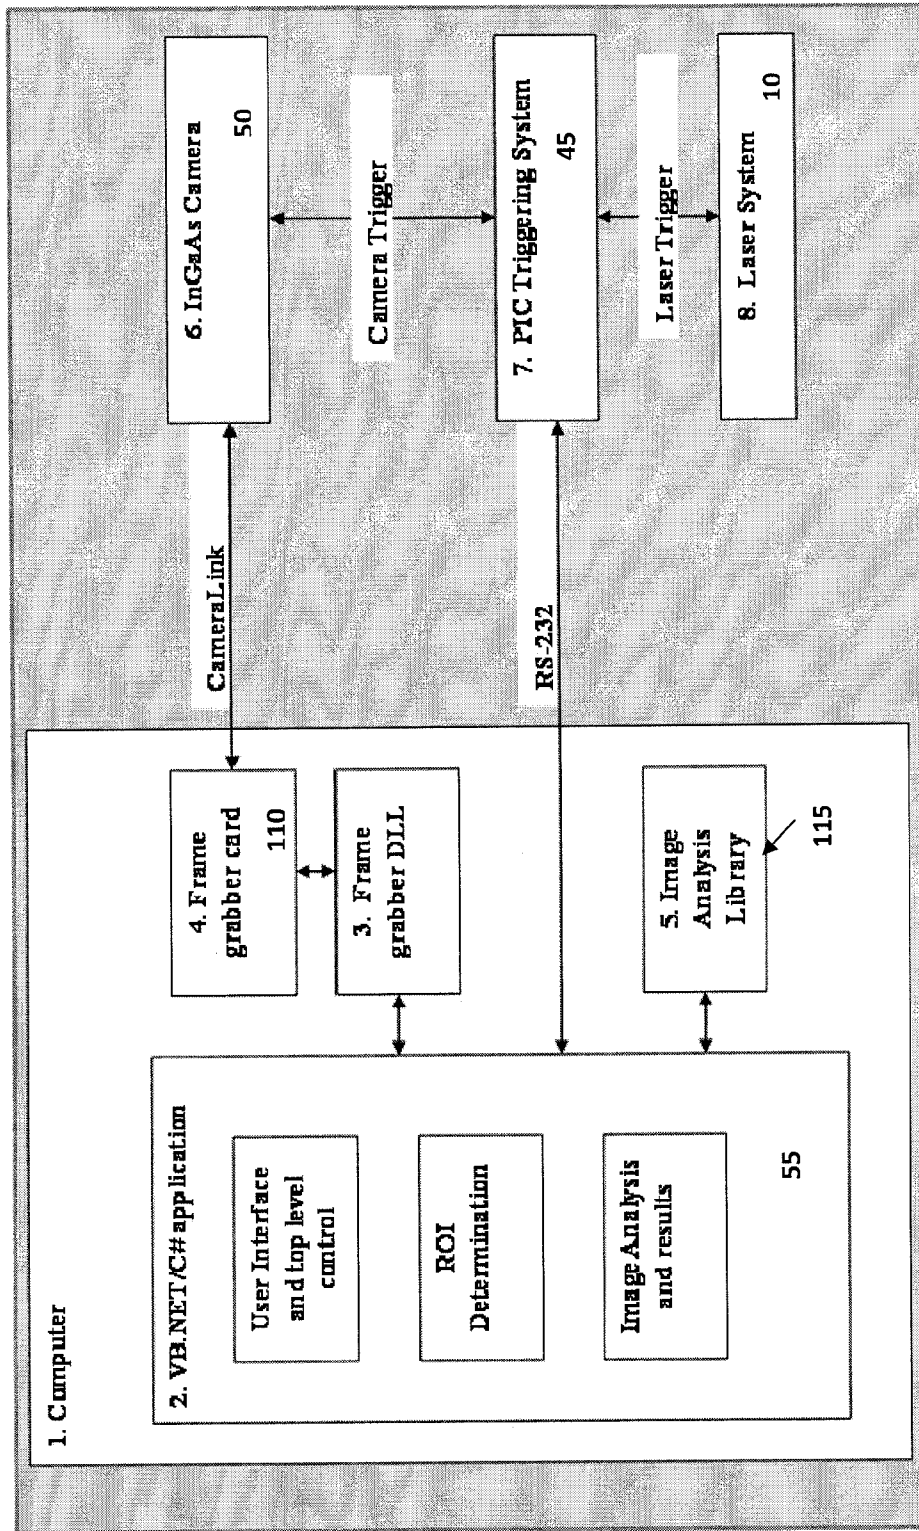 1. Computer
2. VB.NET/C# application
User Interface
and top level
control
ROI
Determination
Image Analysis
and results
55
4. Frame
grabber card
110
3. Frame
grabber DLL
5. Image
Analysis
Library
115
CameraLink
RS-232
6. InGaAs Camera
50
Camera Trigger
7. PIC Triggering System
45
Laser Trigger
8. Laser System
10